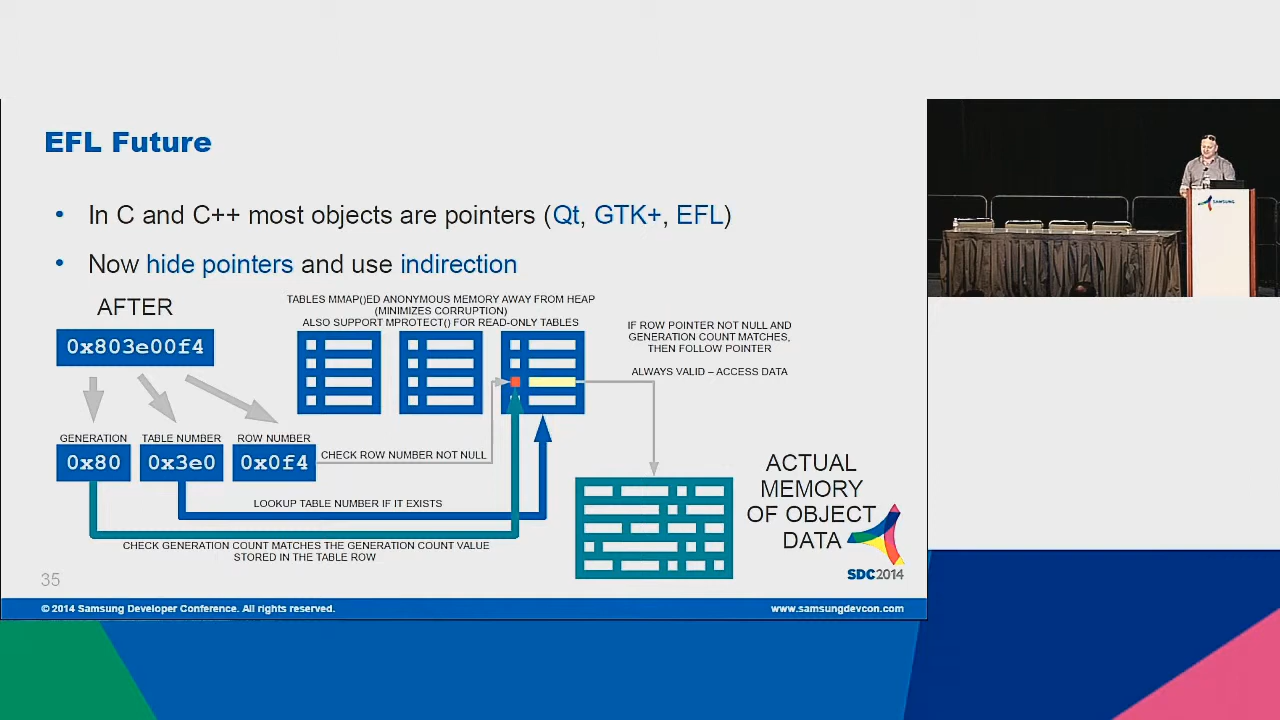 EFL Future
• In C and C++ most objects are pointers (Qt, GTK+, EFL)
• Now hide pointers and use indirection
AFTER
0x803e00f4
TABLES MMAP()ED ANONYMOUS MEMORY AWAY FROM HEAP
(MINIMIZES CORRUPTION)
ALSO SUPPORT MPROTECT() FOR READ-ONLY TABLES
IF ROW POINTER NOT NULL AND
GENERATION COUNT MATCHES,
THEN FOLLOW POINTER
ALWAYS VALID – ACCESS DATA
GENERATION
0x80
TABLE NUMBER
0x3e0
ROW NUMBER
0x0f4
CHECK ROW NUMBER NOT NULL
LOOKUP TABLE NUMBER IF IT EXISTS
CHECK GENERATION COUNT MATCHES THE GENERATION COUNT VALUE
STORED IN THE TABLE ROW
ACTUAL
MEMORY
OF OBJECT
DATA
SDC2014
35
© 2014 Samsung Developer Conference. All rights reserved.
www.samsungdevcon.com
SAMSUNG